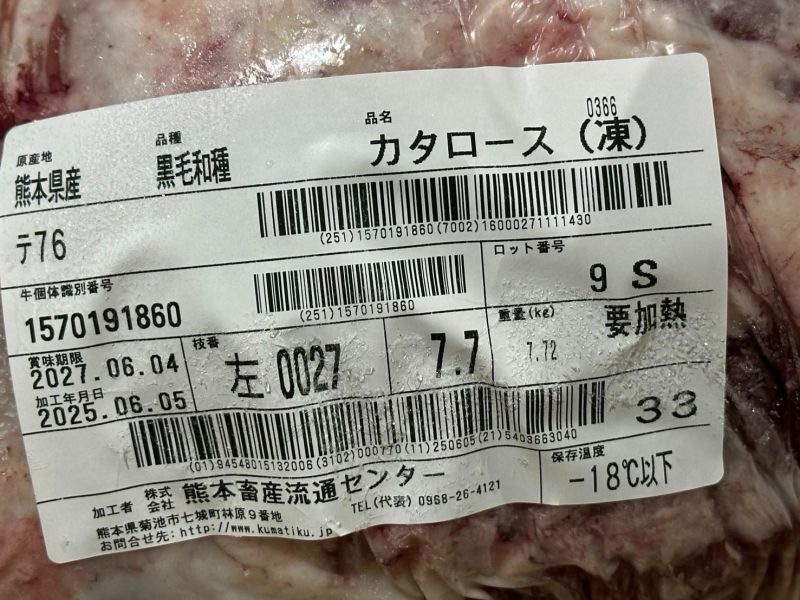 0366
原産地 品種 品名
熊本県産 黒毛和種 カタロース(凍)
テ76
(251)1570191860(7002)16000271111430
牛個体識別番号
1570191860
(251)1570191860
ロット番号
9 S
賞味期限
2027.06.04
加工年月日
2025.06.05
枝番
左 0027
7.7
重量(kg)
7.72
要加熱
33
(01)94548015132006(3102)000770(11)250605(21)5403663040
加工者 株式会社 熊本畜産流通センター
熊本県菊池市七城町林原9番地 TEL(代表) 0968-26-4121
お問合せ先:http://www.kumatiku.jp
保存温度
-18℃以下